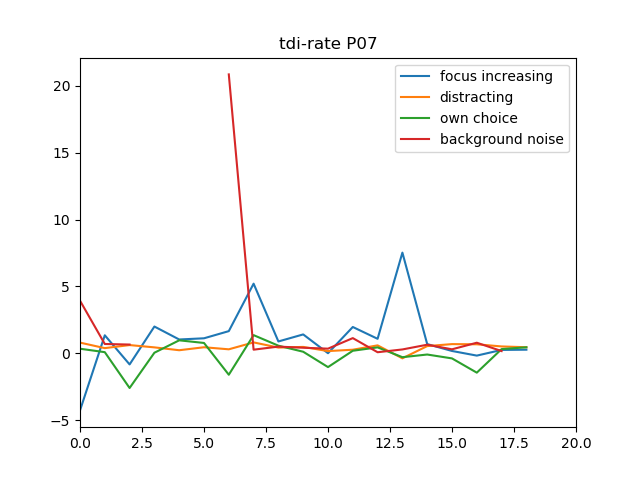 tdi-rate P07
focus increasing
distracting
own choice
background noise
20
15
10
5
0
−5
0.0 2.5 5.0 7.5 10.0 12.5 15.0 17.5 20.0